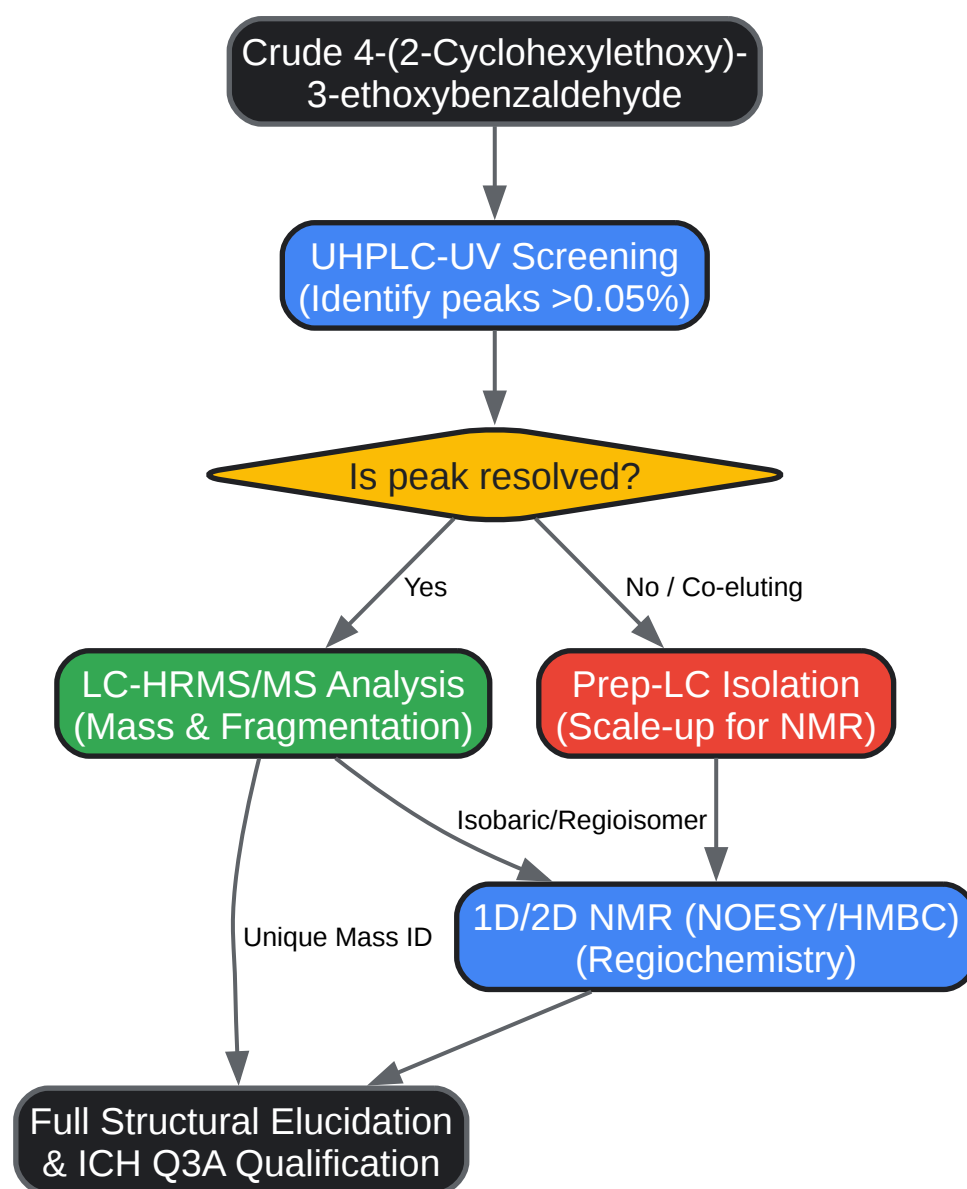 Crude 4-(2-Cyclohexylethoxy)-
3-ethoxybenzaldehyde
UHPLC-UV Screening
(Identify peaks >0.05%)
Is peak resolved?
Yes
No / Co-eluting
LC-HRMS/MS Analysis
(Mass & Fragmentation)
Prep-LC Isolation
(Scale-up for NMR)
Isobaric/Regioisomer
1D/2D NMR (NOESY/HMBC)
(Regiochemistry)
Unique Mass ID
Full Structural Elucidation
& ICH Q3A Qualification